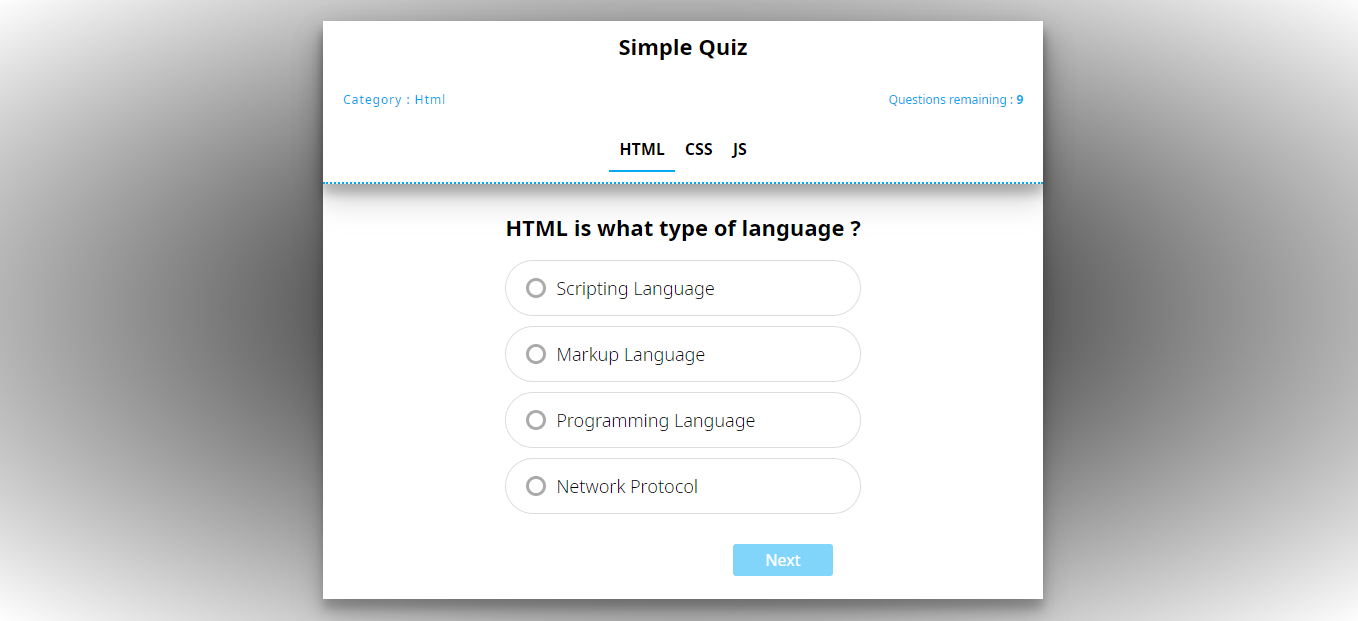 Simple Quiz
Category : Html
Questions remaining : 9
HTML CSS JS
HTML is what type of language ?
Scripting Language
Markup Language
Programming Language
Network Protocol
Next